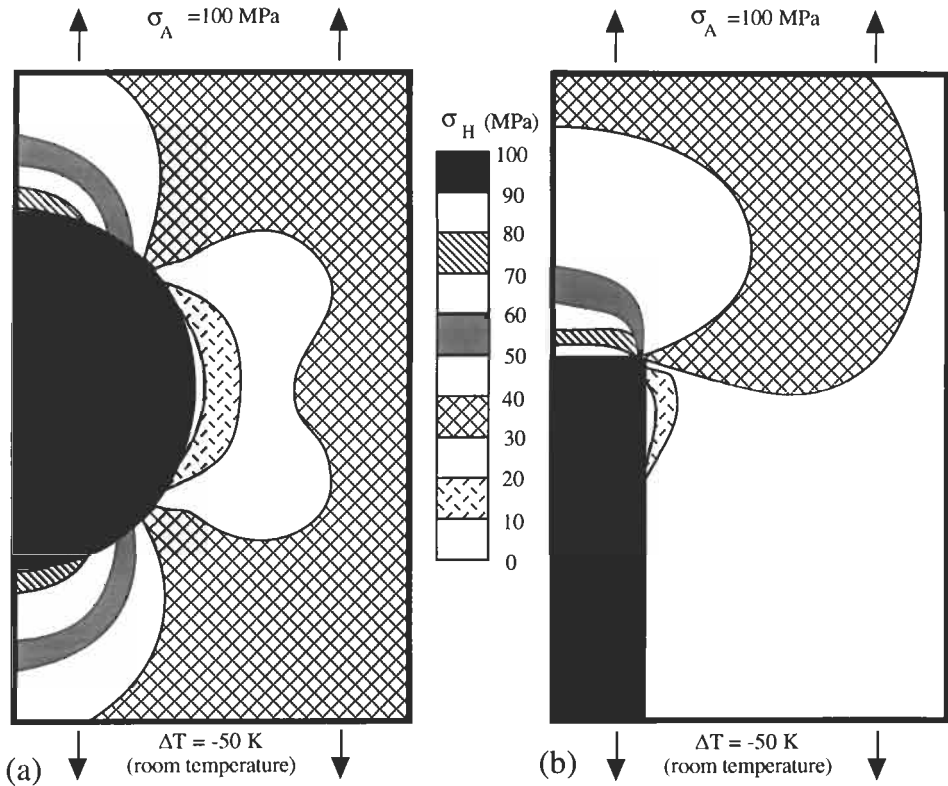 σA =100 MPa
σA =100 MPa
σH (MPa)
100
90
80
70
60
50
40
30
20
10
0
(a)
ΔT = -50 K
(room temperature)
(b)
ΔT = -50 K
(room temperature)